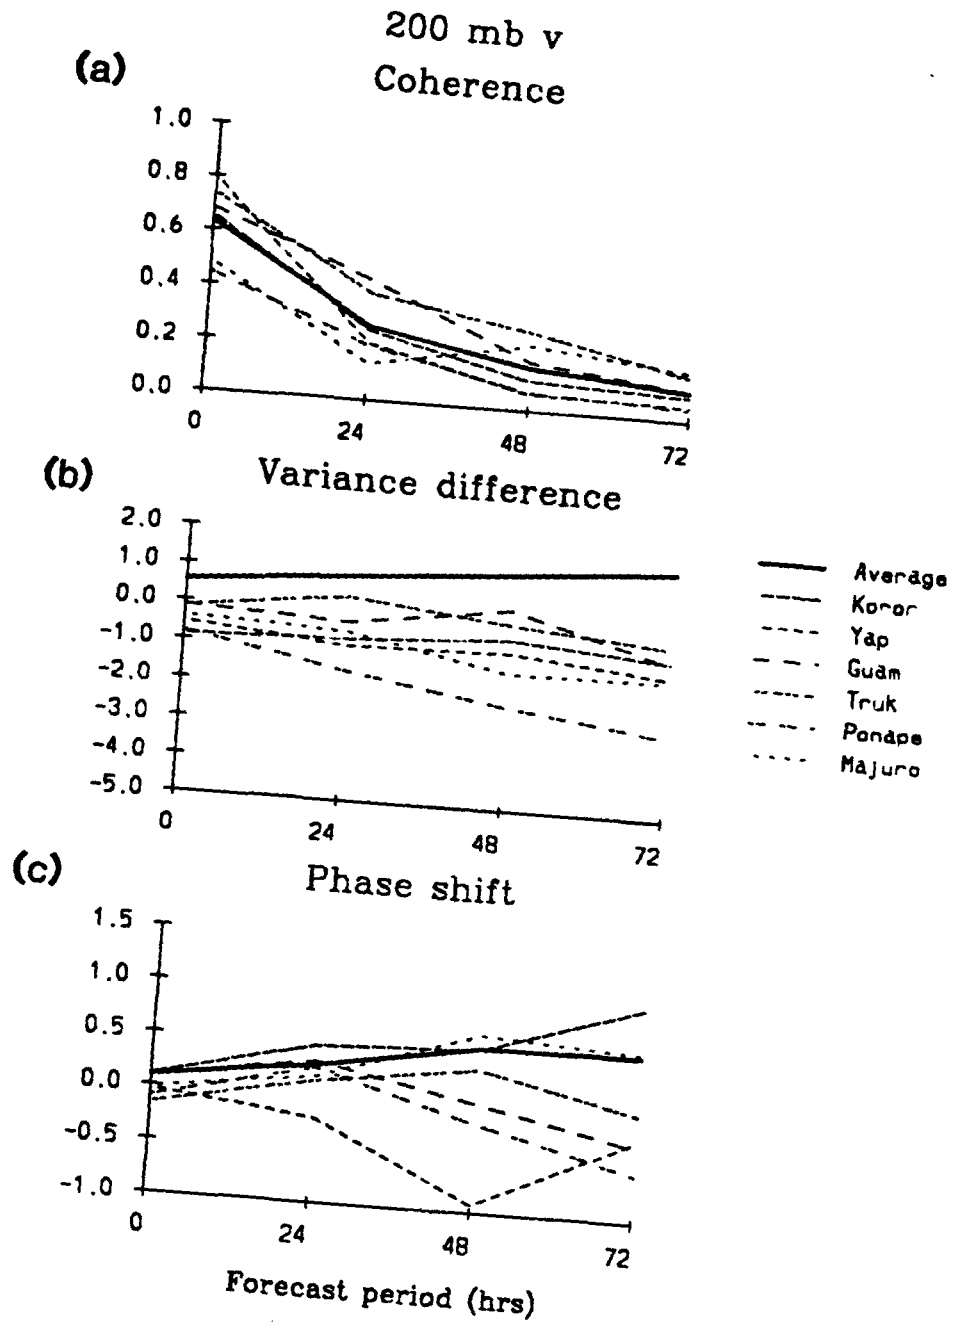 200 mb v
(a)
Coherence
1.0
0.8
0.6
0.4
0.2
0.0
0 24 48 72
(b)
Variance difference
2.0
1.0
0.0
-1.0
-2.0
-3.0
-4.0
-5.0
0 24 48 72
Average
Koror
Yap
Guam
Truk
Ponape
Majuro
(c)
Phase shift
1.5
1.0
0.5
0.0
-0.5
-1.0
0 24 48 72
Forecast period (hrs)